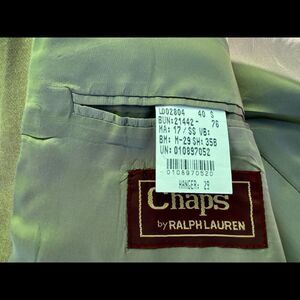 LD02804 40 S
BUN:21442- 76
MA: 17/SS VB:
BM: M-29 SH: 35B
UN: 010897052
0108970520
HANGER: 29
Chaps
by RALPH LAUREN